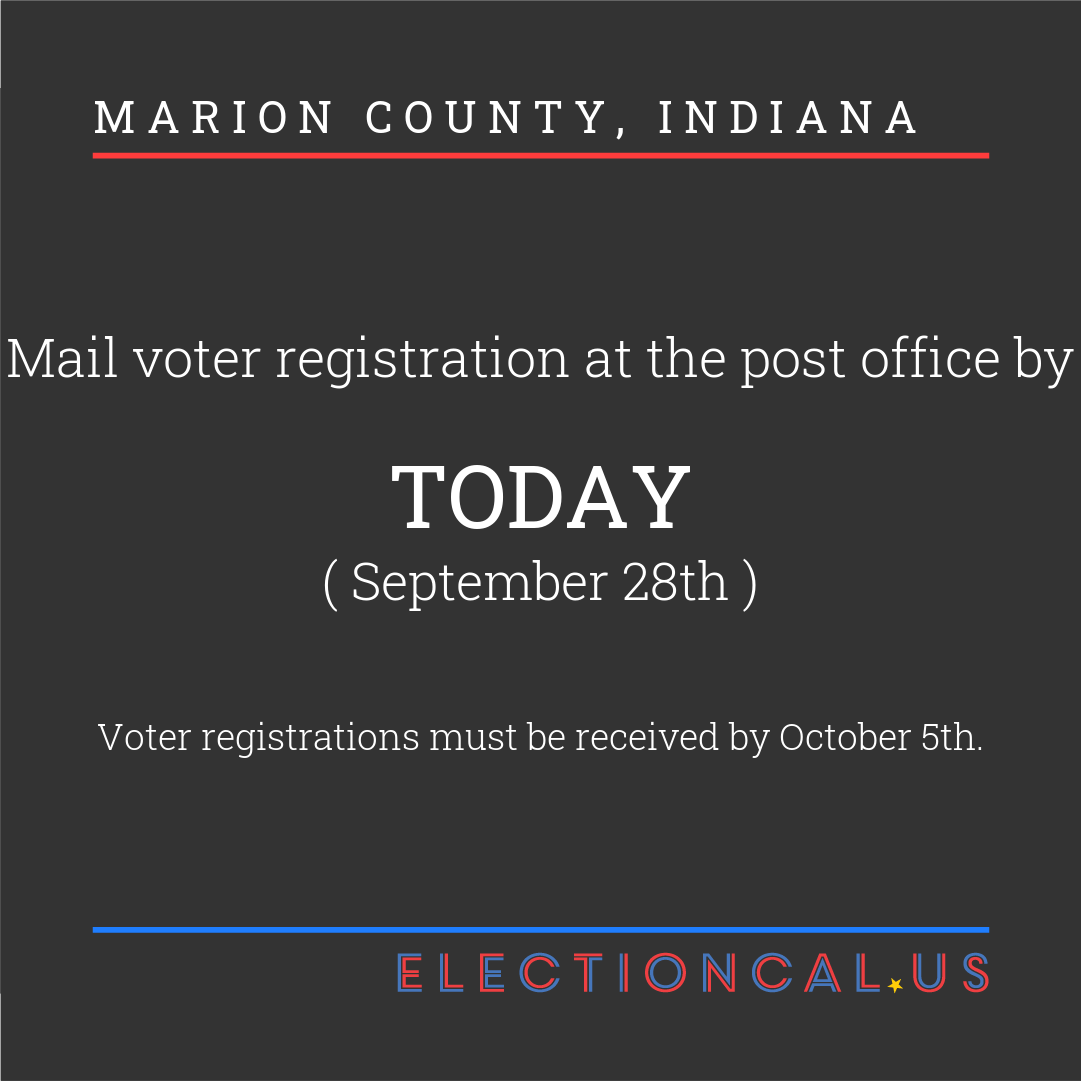 MARION COUNTY, INDIANA
Mail voter registration at the post office by
TODAY
( September 28th )
Voter registrations must be received by October 5th.
ELECTIONCAL.US